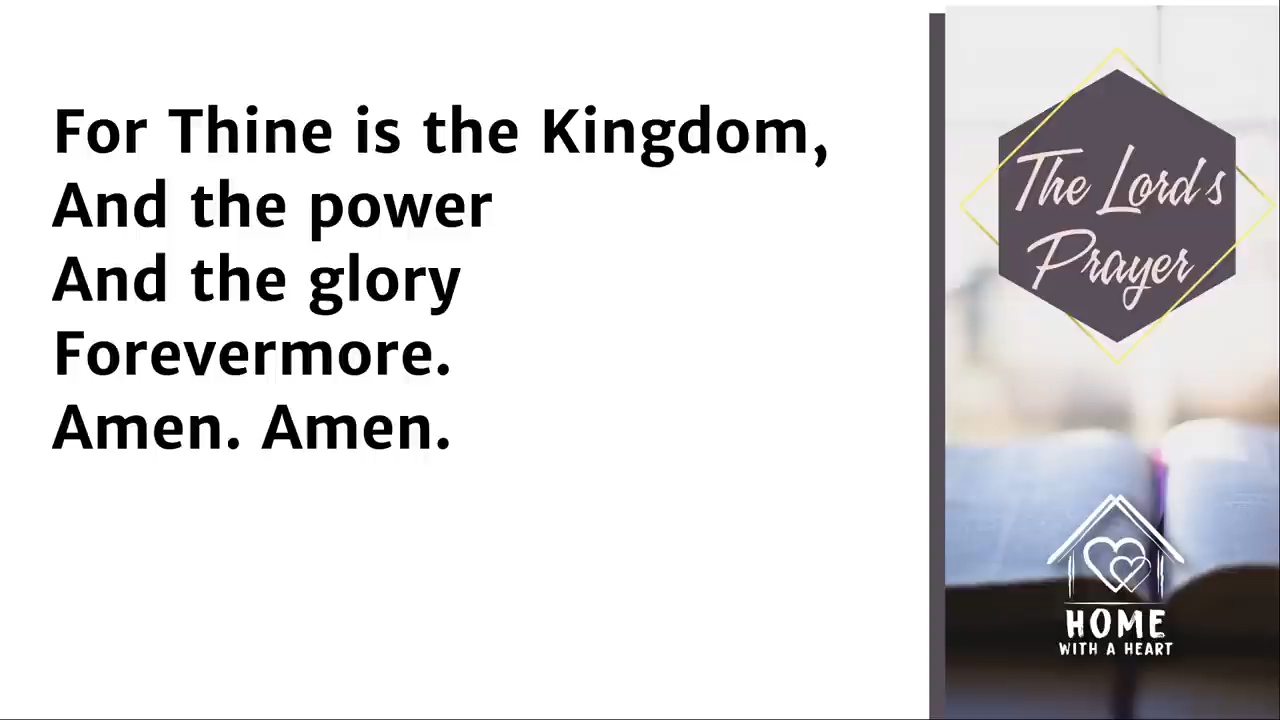 For Thine is the Kingdom,
And the power
And the glory
Forevermore.
Amen. Amen.
The Lord's
Prayer
HOME
WITH A HEART